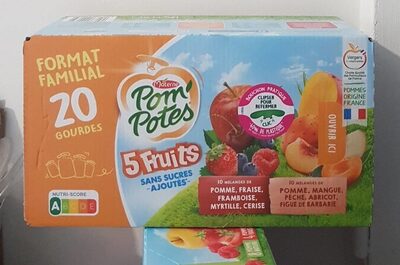 FORMAT
FAMILIAL
20
GOURDES
Materne
Pom'
Potes
5 Fruits
SANS SUCRES
AJOUTÉS
BOUCHON PRATIQUE
CLIPSER
POUR
REFERMER
CLIC
Vergers
POMMES
ORIGINE
FRANCE
OUVRIR ICI
10 MÉLANGES DE
POMME, FRAISE,
FRAMBOISE,
MYRTILLE, CERISE
10 MÉLANGES DE
POMME, MANGUE,
PÊCHE, ABRICOT,
FIGUE DE BARBARIE
NUTRI-SCORE
A B C D E